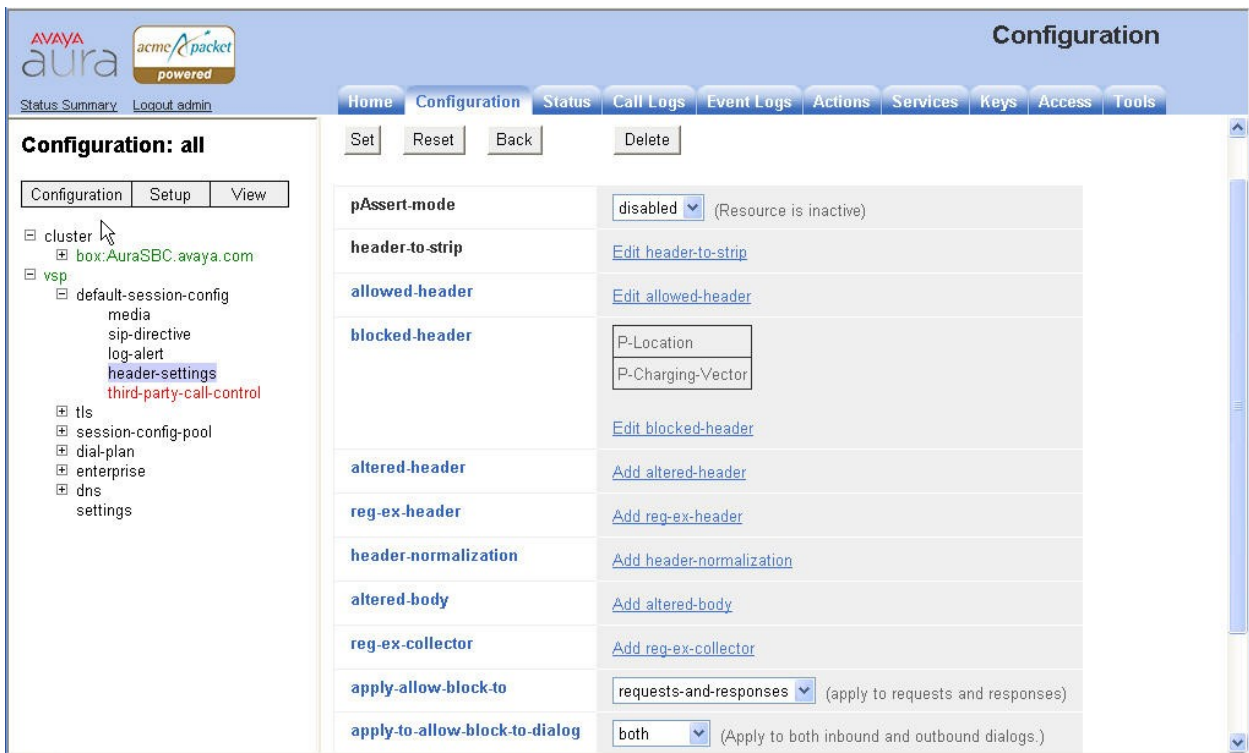 AVAYA
aura
acme packet
powered
Configuration
Status Summary Logout admin
Home Configuration Status Call Logs Event Logs Actions Services Keys Access Tools
Configuration: all
Configuration Setup View
cluster
box:AuraSBC.avaya.com
vsp
default-session-config
media
sip-directive
log-alert
header-settings
third-party-call-control
tls
session-config-pool
dial-plan
enterprise
dns
settings
Set Reset Back Delete
pAssert-mode disabled (Resource is inactive)
header-to-strip Edit header-to-strip
allowed-header Edit allowed-header
blocked-header P-Location
P-Charging-Vector
Edit blocked-header
altered-header Add altered-header
reg-ex-header Add reg-ex-header
header-normalization Add header-normalization
altered-body Add altered-body
reg-ex-collector Add reg-ex-collector
apply-allow-block-to requests-and-responses (apply to requests and responses)
apply-to-allow-block-to-dialog both (Apply to both inbound and outbound dialogs.)